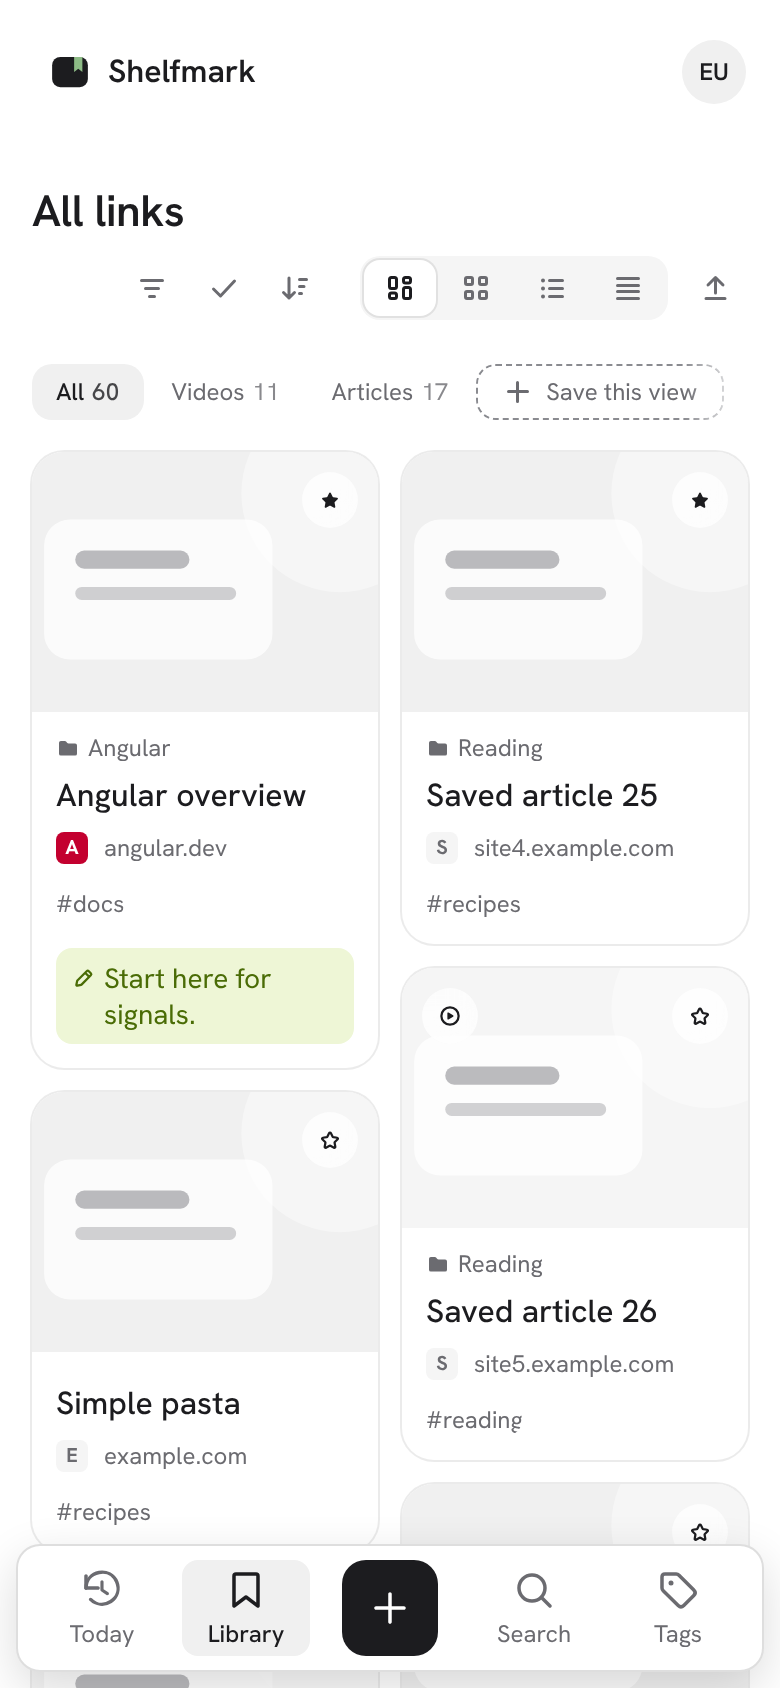 Shelfmark
EU
All links
All 60
Videos 11
Articles 17
Save this view
Angular
Angular overview
A angular.dev
#docs
Start here for
signals.
Simple pasta
E example.com
#recipes
Reading
Saved article 25
S site4.example.com
#recipes
Reading
Saved article 26
S site5.example.com
#reading
Today
Library
Search
Tags